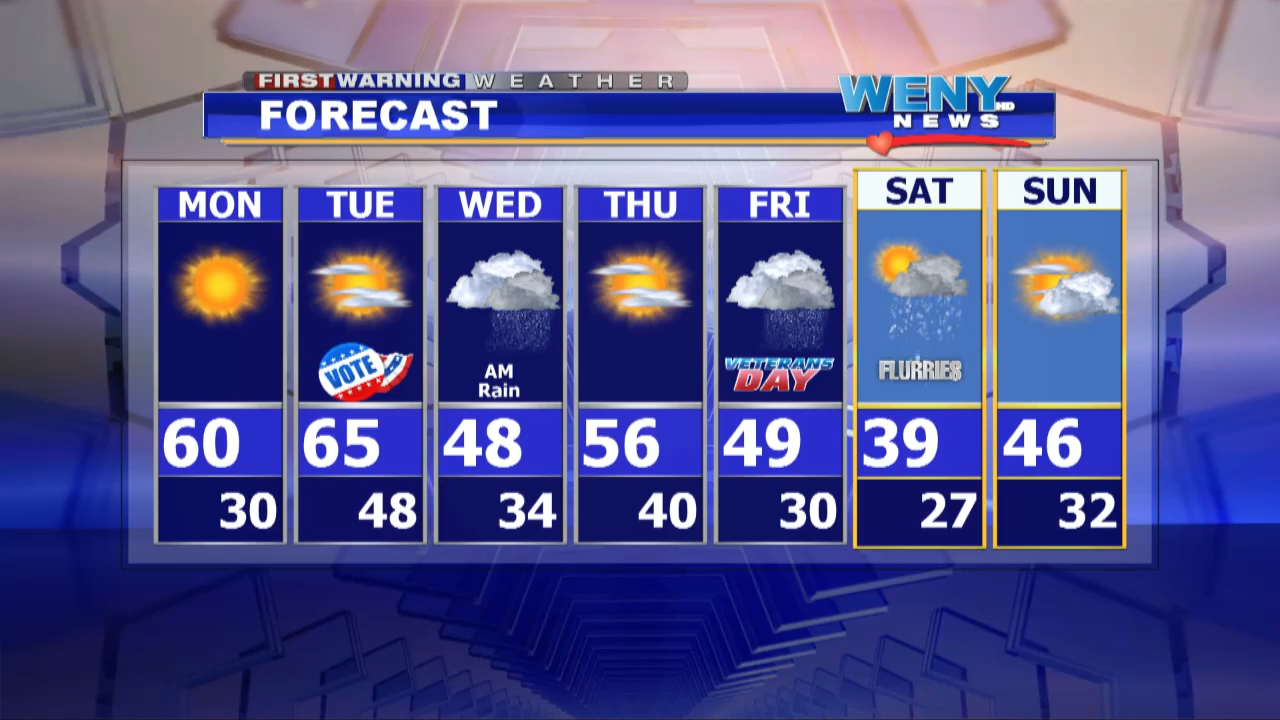 FIRSTWARNING WEATHER
FORECAST
WENY HD
NEWS
MON
TUE
WED
THU
FRI
SAT
SUN
VOTE
AM
Rain
VETERANS
DAY
FLURRIES
60
65
48
56
49
39
46
30
48
34
40
30
27
32